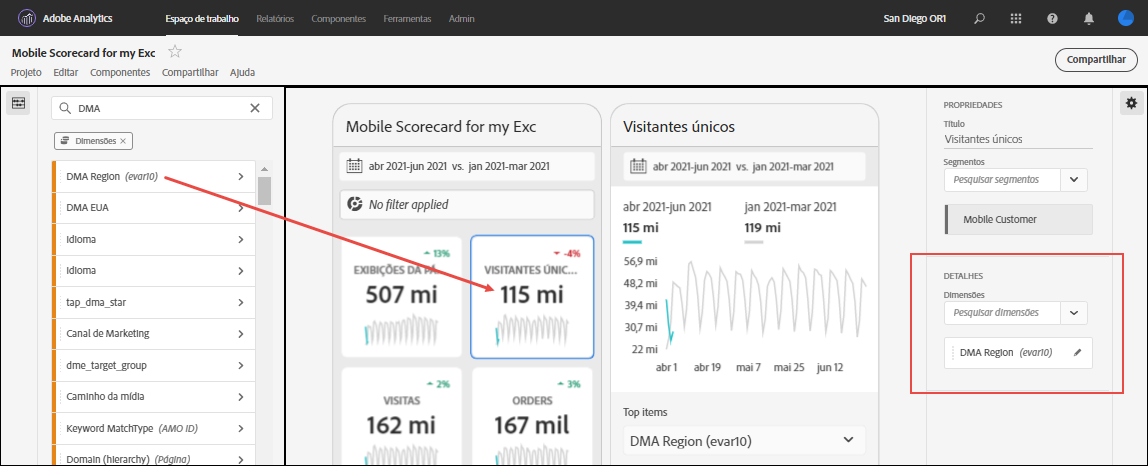 Adobe Analytics
Espaço de trabalho
Relatórios
Componentes
Ferramentas
Admin
San Diego OR1
Mobile Scorecard for my Exc
Projeto
Editar
Componentes
Compartilhar
Ajuda
Compartilhar
DMA
Dimensões
DMA Region (evar10)
DMA EUA
Idioma
Idioma
tap_dma_star
Canal de Marketing
dme_target_group
Caminho da mídia
Keyword MatchType (AMO ID)
Domain (hierarchy) (Página)
Mobile Scorecard for my Exc
abr 2021-jun 2021 vs. jan 2021-mar 2021
No filter applied
13%
EXIBIÇÕES DA PÁ...
507 mi
-4%
VISITANTES ÚNIC...
115 mi
2%
VISITAS
162 mi
3%
ORDERS
167 mil
Visitantes únicos
abr 2021-jun 2021 vs. jan 2021-mar 2021
abr 2021-jun 2021
115 mi
jan 2021-mar 2021
119 mi
56,9 mi
48,2 mi
39,4 mi
30,7 mi
22 mi
abr 1
abr 19
mai 7
mai 25
jun 12
Top items
DMA Region (evar10)
PROPRIEDADES
Título
Visitantes únicos
Segmentos
Pesquisar segmentos
Mobile Customer
DETALHES
Dimensões
Pesquisar dimensões
DMA Region (evar10)